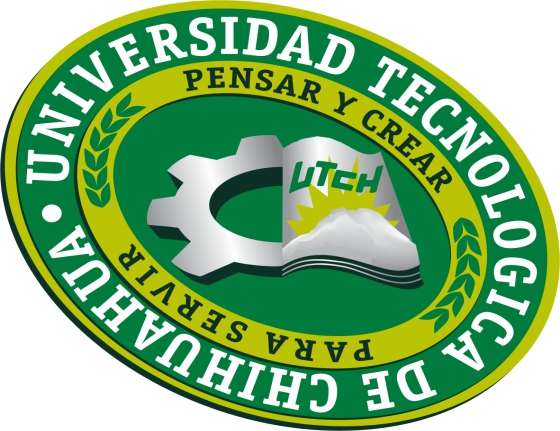 UNIVERSIDAD TECNOLOGICA DE CHIHUAHUA •
PENSAR Y CREAR
PARA SERVIR
UTCH